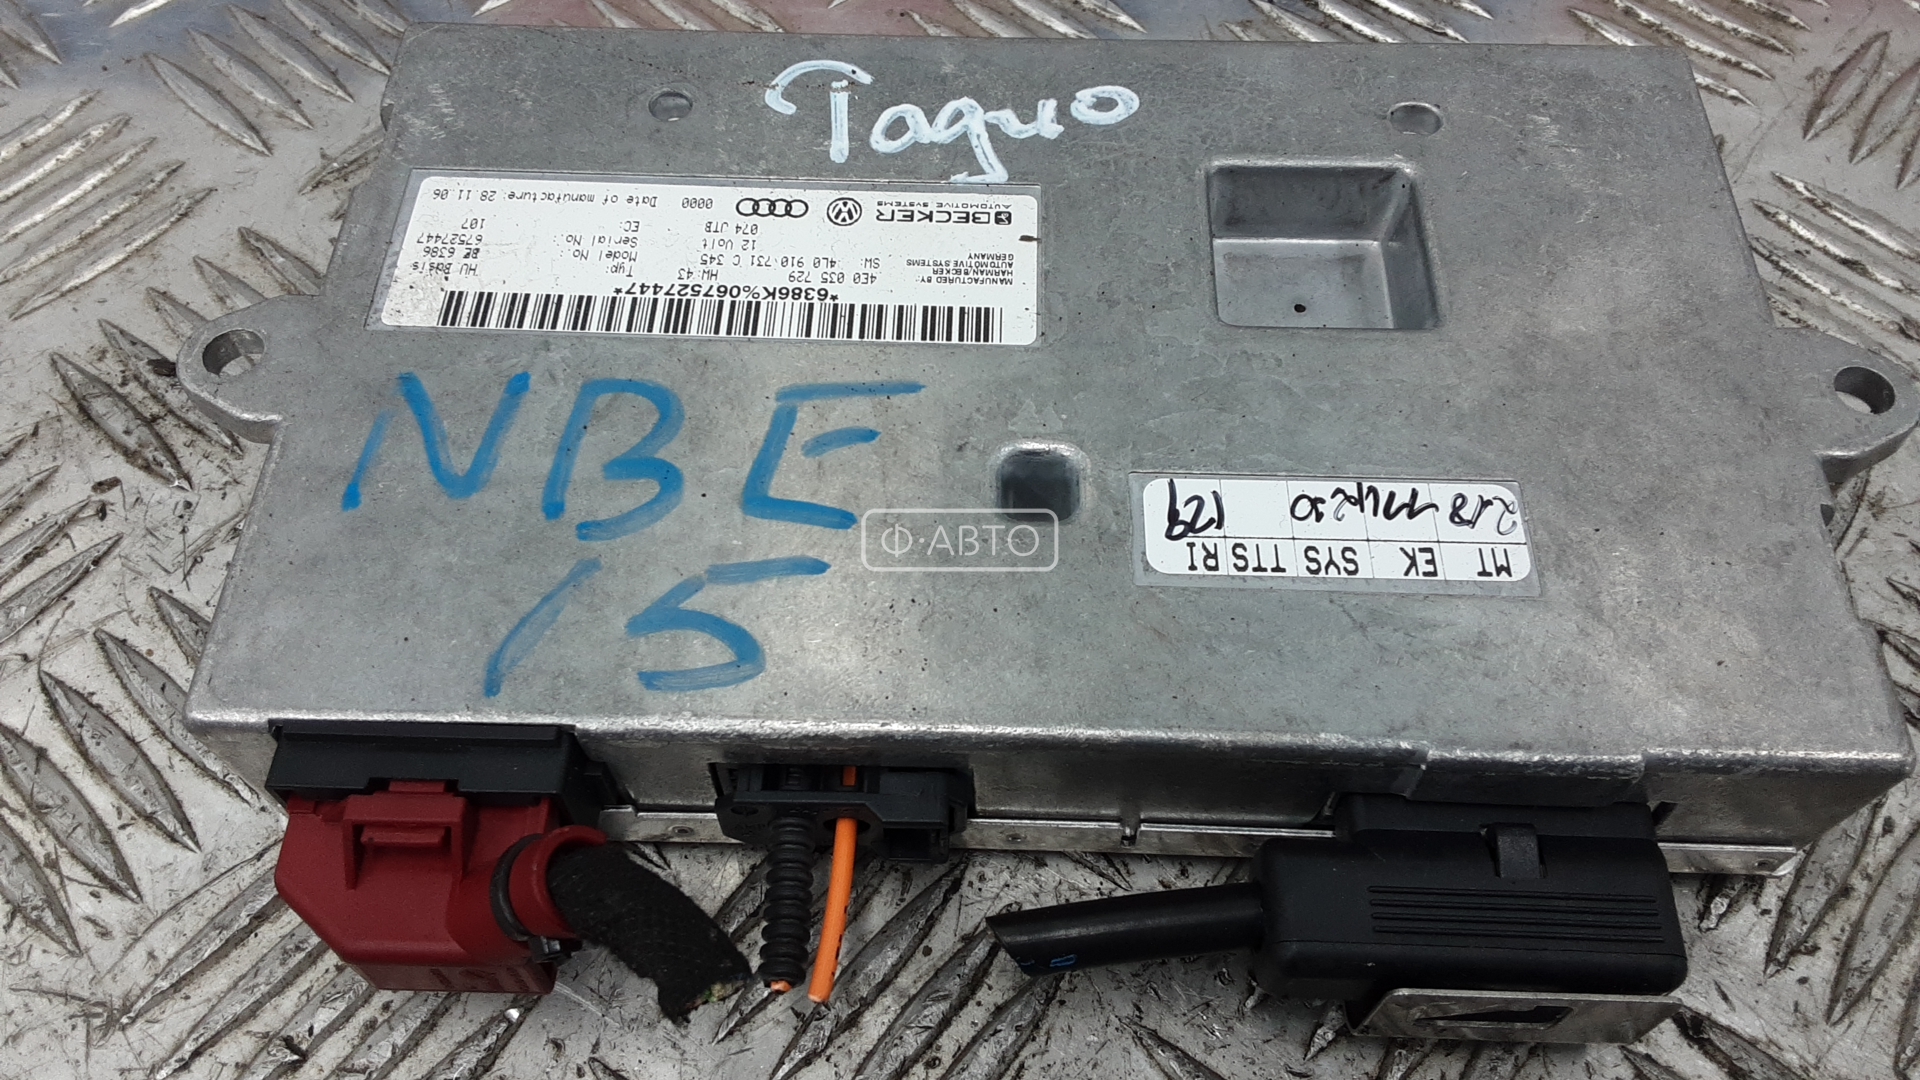 Радио
MANUFACTURED BY:
HARMAN/BECKER
AUTOMOTIVE SYSTEMS
GERMANY
BECKER
AUTOMOTIVE SYSTEMS
*6386K%067527447*
4E0 035 729 HW: 43
SW: 4L0 910 731 C 345
12 Volt
074 JTB
0000
Typ: HU Basis
Model No.: BE 6386
Serial No.: 67527447
EC: 107
Date of manufacture: 28.11.06
NBE
15
Ф·АВТО
MT EK SYS TTS RI
129